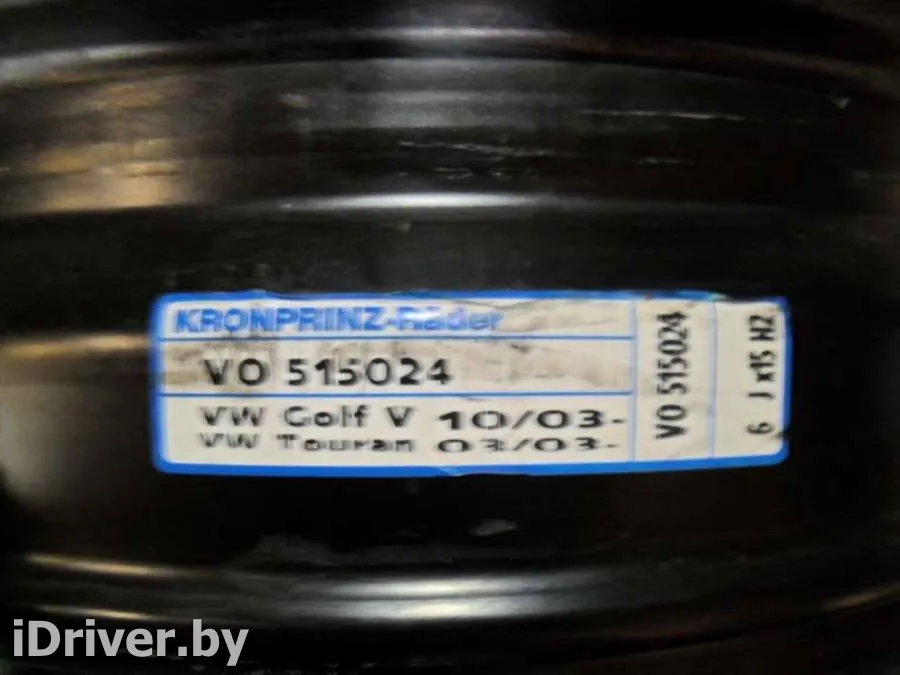 KRONPRINZ-Räder
VO 515024
VW Golf V 10/03-
VW Touran 03/03-
VO 515024
6 J x15 H2
iDriver.by